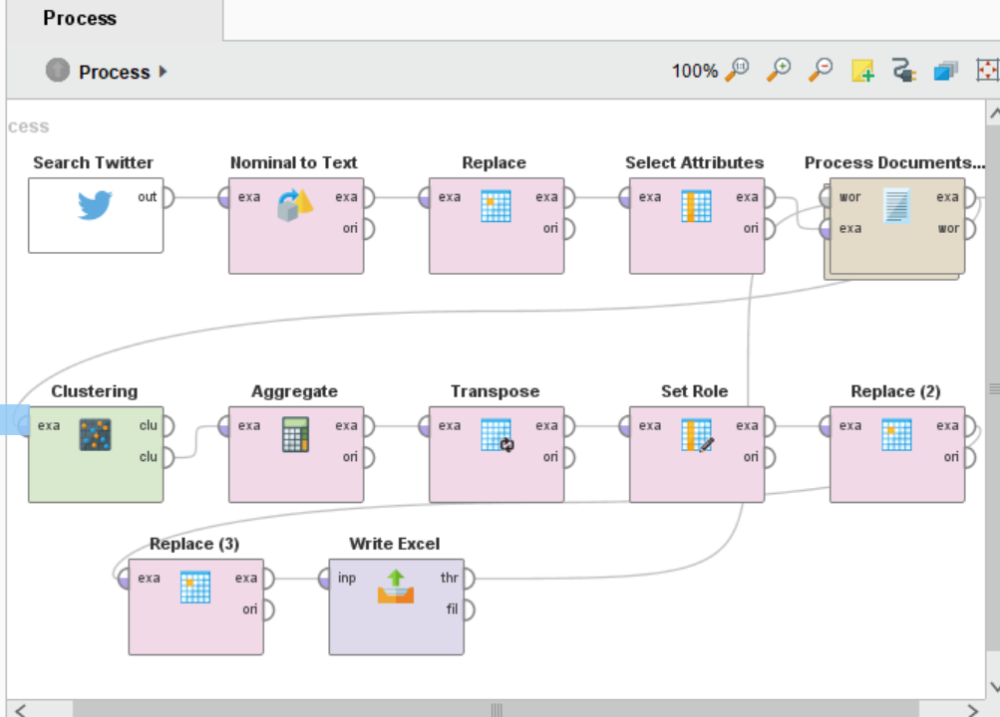 Process
Process
100%
cess
Search Twitter Nominal to Text Replace Select Attributes Process Documents...
out exa exa exa exa exa exa wor exa
ori ori ori exa wor
Clustering Aggregate Transpose Set Role Replace (2)
exa clu exa exa exa exa exa exa exa exa
clu ori ori ori ori
Replace (3) Write Excel
exa exa inp thr
ori fil